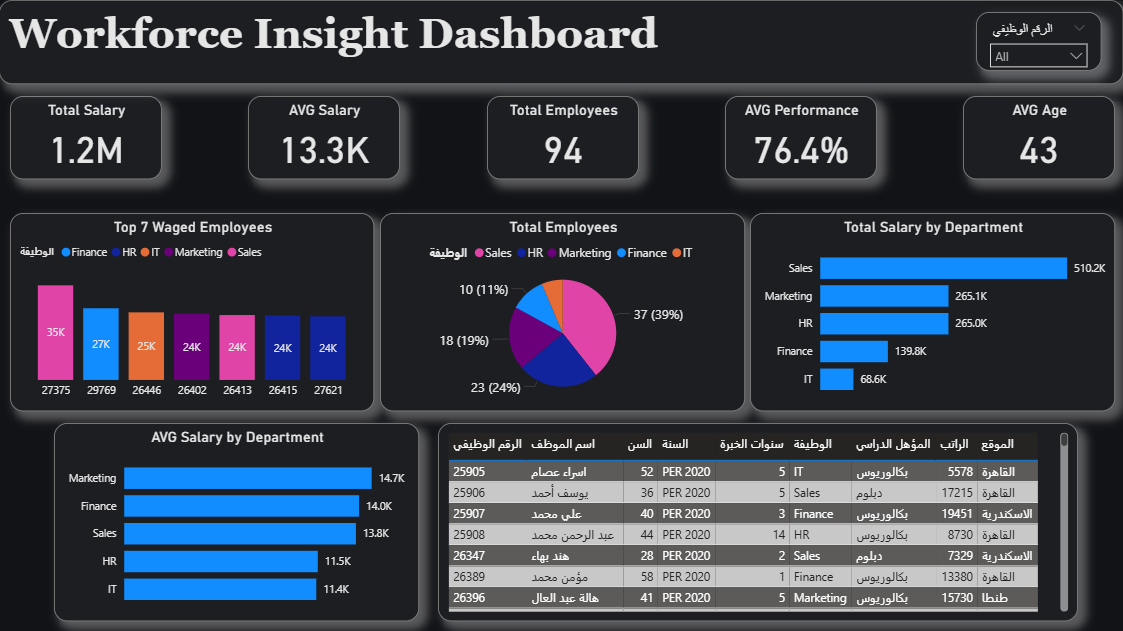 Workforce Insight Dashboard
الرقم الوظيفي
All
Total Salary
1.2M
AVG Salary
13.3K
Total Employees
94
AVG Performance
76.4%
AVG Age
43
Top 7 Waged Employees
الوظيفة Finance HR IT Marketing Sales
35K 27K 25K 24K 24K 24K 24K
27375 29769 26446 26402 26413 26415 27621
Total Employees
الوظيفة Sales HR Marketing Finance IT
10 (11%)
37 (39%)
18 (19%)
23 (24%)
Total Salary by Department
Sales 510.2K
Marketing 265.1K
HR 265.0K
Finance 139.8K
IT 68.6K
AVG Salary by Department
Marketing 14.7K
Finance 14.0K
Sales 13.8K
HR 11.5K
IT 11.4K
الرقم الوظيفي اسم الموظف السن السنة سنوات الخبرة الوظيفة المؤهل الدراسي الراتب الموقع
25905 اسراء عصام 52 PER 2020 5 IT بكالوريوس 5578 القاهرة
25906 يوسف أحمد 36 PER 2020 5 Sales دبلوم 17215 القاهرة
25907 علي محمد 40 PER 2020 3 Finance بكالوريوس 19451 الاسكندرية
25908 عبد الرحمن محمد 44 PER 2020 14 HR بكالوريوس 8730 القاهرة
26347 هند بهاء 28 PER 2020 2 Sales دبلوم 7329 الاسكندرية
26389 مؤمن محمد 58 PER 2020 1 Finance بكالوريوس 13380 القاهرة
26396 هالة عبد العال 41 PER 2020 5 Marketing بكالوريوس 15730 طنطا